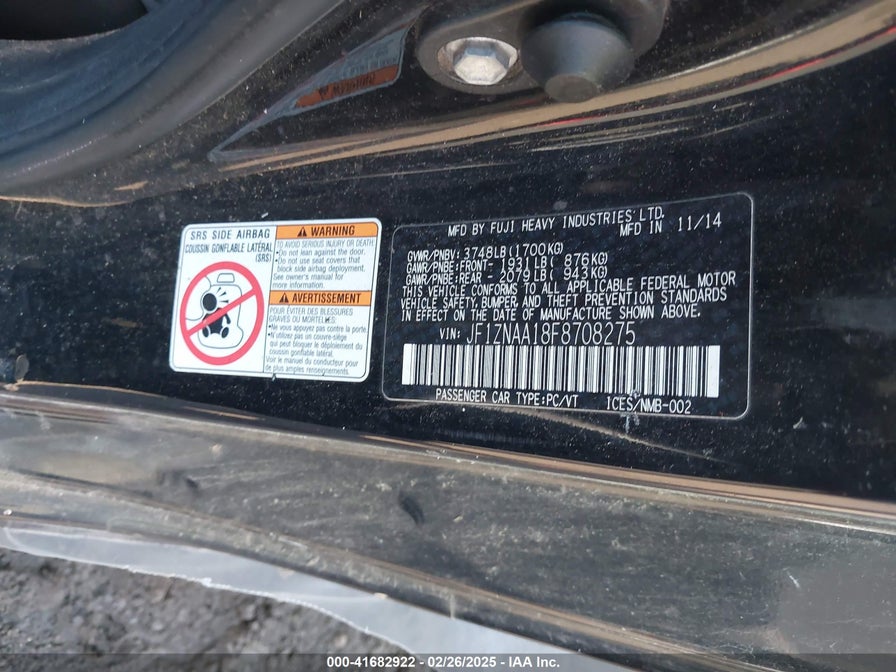 SRS SIDE AIRBAG
COUSSIN GONFLABLE LATÉRAL
(SRS)
WARNING
TO AVOID SERIOUS INJURY OR DEATH:
•Do not lean against the door.
•Do not use seat covers that
block side airbag deployment.
See owner's manual for
more information.
AVERTISSEMENT
POUR ÉVITER DES BLESSURES
GRAVES OU MORTELLES:
•Ne vous appuyez pas contre la porte.
•Ne pas utilisez un couvre-siège
qui peut bloquer le déploiement du
coussin gonflable latéral.
Voir le manuel du conducteur pour
de plus amples informations.
MFD BY FUJI HEAVY INDUSTRIES LTD.
MFD IN 11/14
GVWR/PNBV: 3748LB(1700KG)
GAWR/PNBE:FRONT- 1931LB( 876KG)
GAWR/PNBE:REAR - 2079LB( 943KG)
THIS VEHICLE CONFORMS TO ALL APPLICABLE FEDERAL MOTOR
VEHICLE SAFETY,BUMPER,AND THEFT PREVENTION STANDARDS
IN EFFECT ON THE DATE OF MANUFACTURE SHOWN ABOVE.
VIN: JF1ZNAA18F8708275
PASSENGER CAR TYPE:PC/VT ICES/NMB-002
000-41682922 - 02/26/2025 - IAA Inc.